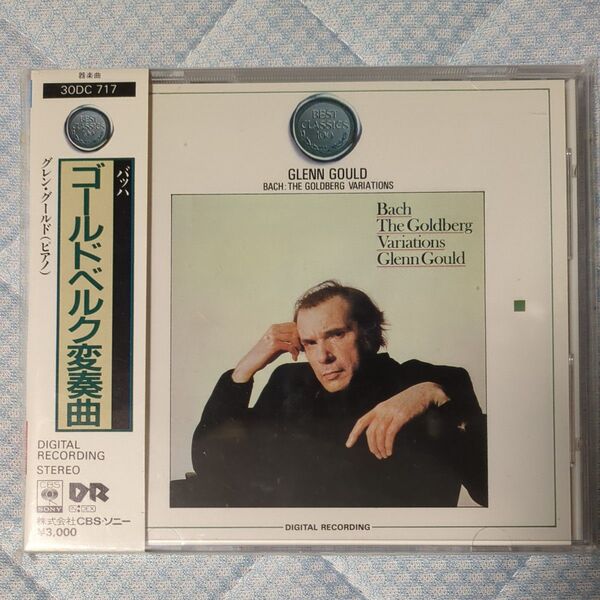 器楽曲
30DC 717
バッハ
ゴールドベルク変奏曲
グレン・グールド(ピアノ)
DIGITAL
RECORDING
STEREO
CBS
SONY
DR
株式会社CBS・ソニー
¥3,000
BEST
CLASSICS
100
GLENN GOULD
BACH: THE GOLDBERG VARIATIONS
Bach
The Goldberg
Variations
Glenn Gould
DIGITAL RECORDING